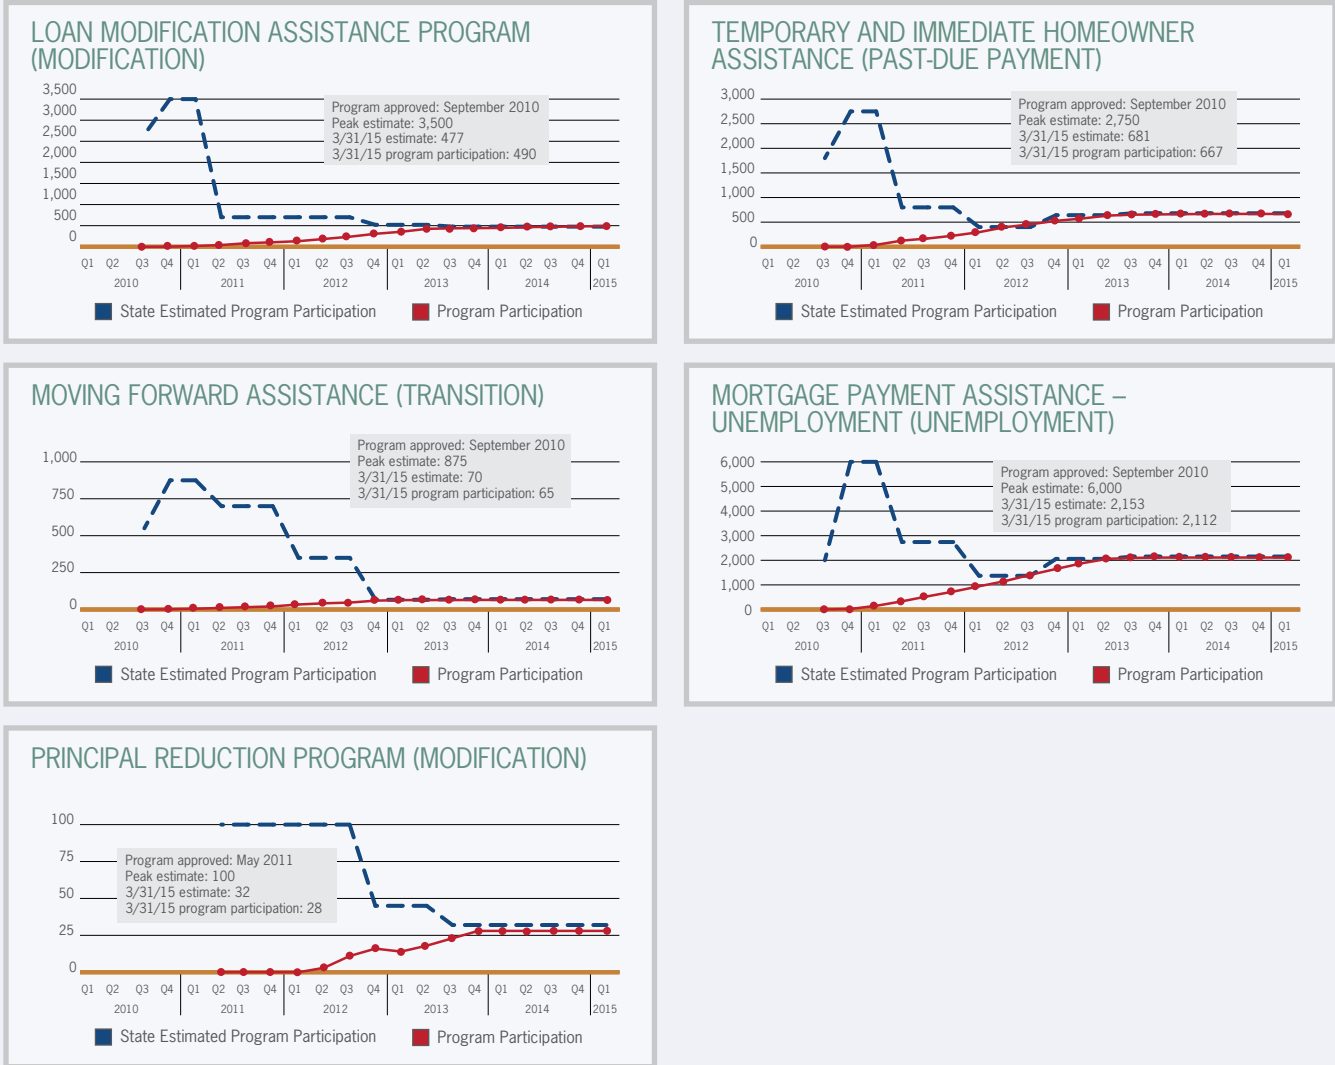 LOAN MODIFICATION ASSISTANCE PROGRAM
(MODIFICATION)
3,500
3,000
2,500
2,000
1,500
1,000
500
0
Program approved: September 2010
Peak estimate: 3,500
3/31/15 estimate: 477
3/31/15 program participation: 490
Q1 Q2 Q3 Q4 Q1 Q2 Q3 Q4 Q1 Q2 Q3 Q4 Q1 Q2 Q3 Q4 Q1 Q2 Q3 Q4 Q1
2010 2011 2012 2013 2014 2015
State Estimated Program Participation Program Participation
TEMPORARY AND IMMEDIATE HOMEOWNER
ASSISTANCE (PAST-DUE PAYMENT)
3,000
2,500
2,000
1,500
1,000
500
0
Program approved: September 2010
Peak estimate: 2,750
3/31/15 estimate: 681
3/31/15 program participation: 667
Q1 Q2 Q3 Q4 Q1 Q2 Q3 Q4 Q1 Q2 Q3 Q4 Q1 Q2 Q3 Q4 Q1 Q2 Q3 Q4 Q1
2010 2011 2012 2013 2014 2015
State Estimated Program Participation Program Participation
MOVING FORWARD ASSISTANCE (TRANSITION)
1,000
750
500
250
0
Program approved: September 2010
Peak estimate: 875
3/31/15 estimate: 70
3/31/15 program participation: 65
Q1 Q2 Q3 Q4 Q1 Q2 Q3 Q4 Q1 Q2 Q3 Q4 Q1 Q2 Q3 Q4 Q1 Q2 Q3 Q4 Q1
2010 2011 2012 2013 2014 2015
State Estimated Program Participation Program Participation
MORTGAGE PAYMENT ASSISTANCE –
UNEMPLOYMENT (UNEMPLOYMENT)
6,000
5,000
4,000
3,000
2,000
1,000
0
Program approved: September 2010
Peak estimate: 6,000
3/31/15 estimate: 2,153
3/31/15 program participation: 2,112
Q1 Q2 Q3 Q4 Q1 Q2 Q3 Q4 Q1 Q2 Q3 Q4 Q1 Q2 Q3 Q4 Q1 Q2 Q3 Q4 Q1
2010 2011 2012 2013 2014 2015
State Estimated Program Participation Program Participation
PRINCIPAL REDUCTION PROGRAM (MODIFICATION)
100
75
50
25
0
Program approved: May 2011
Peak estimate: 100
3/31/15 estimate: 32
3/31/15 program participation: 28
Q1 Q2 Q3 Q4 Q1 Q2 Q3 Q4 Q1 Q2 Q3 Q4 Q1 Q2 Q3 Q4 Q1 Q2 Q3 Q4 Q1
2010 2011 2012 2013 2014 2015
State Estimated Program Participation Program Participation